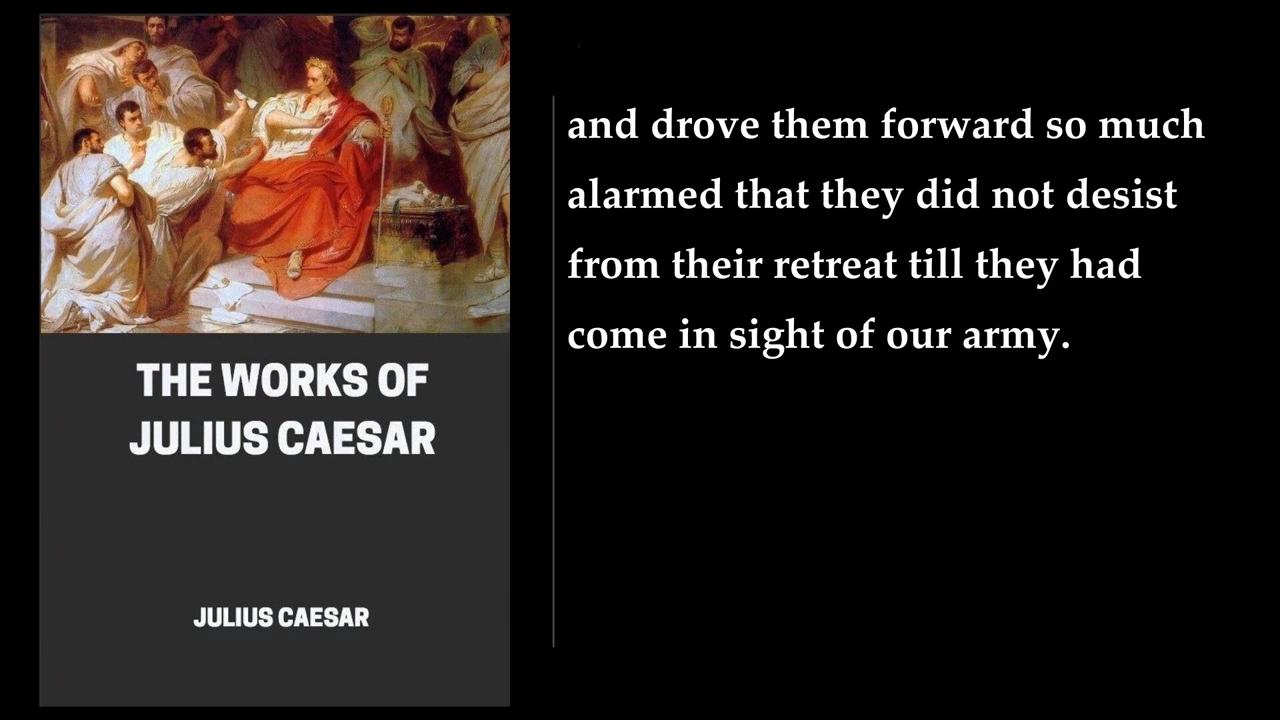 THE WORKS OF
JULIUS CAESAR
JULIUS CAESAR
and drove them forward so much
alarmed that they did not desist
from their retreat till they had
come in sight of our army.